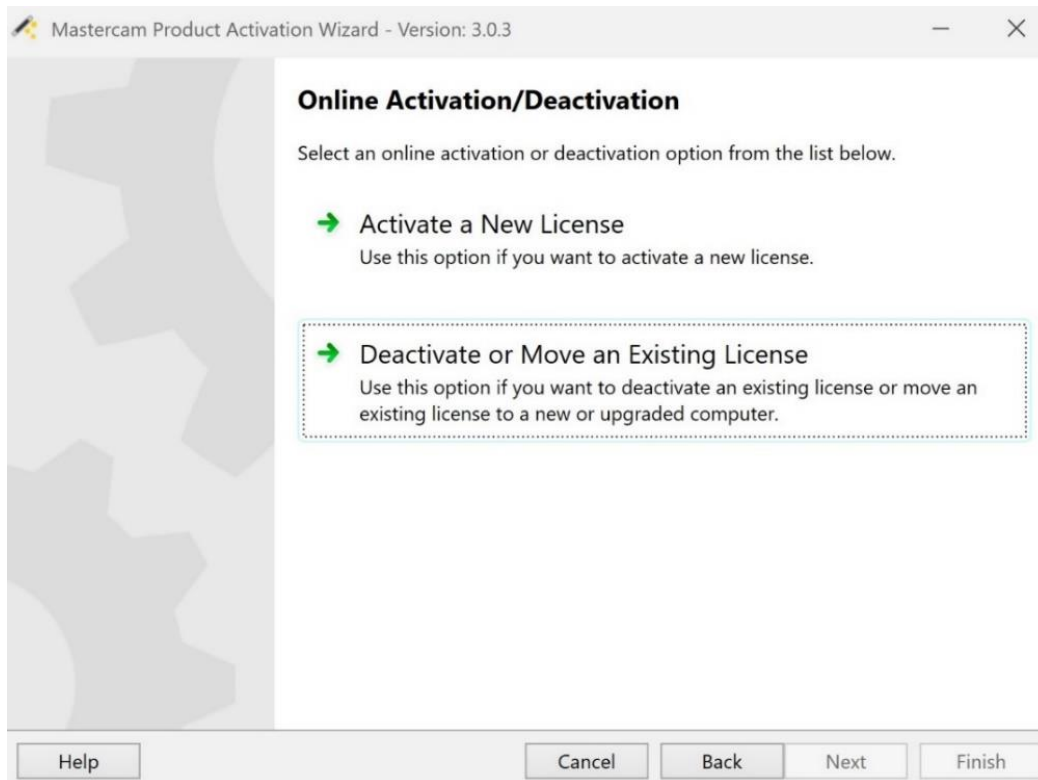 Mastercam Product Activation Wizard - Version: 3.0.3
Online Activation/Deactivation
Select an online activation or deactivation option from the list below.
Activate a New License
Use this option if you want to activate a new license.
Deactivate or Move an Existing License
Use this option if you want to deactivate an existing license or move an
existing license to a new or upgraded computer.
Help Cancel Back Next Finish